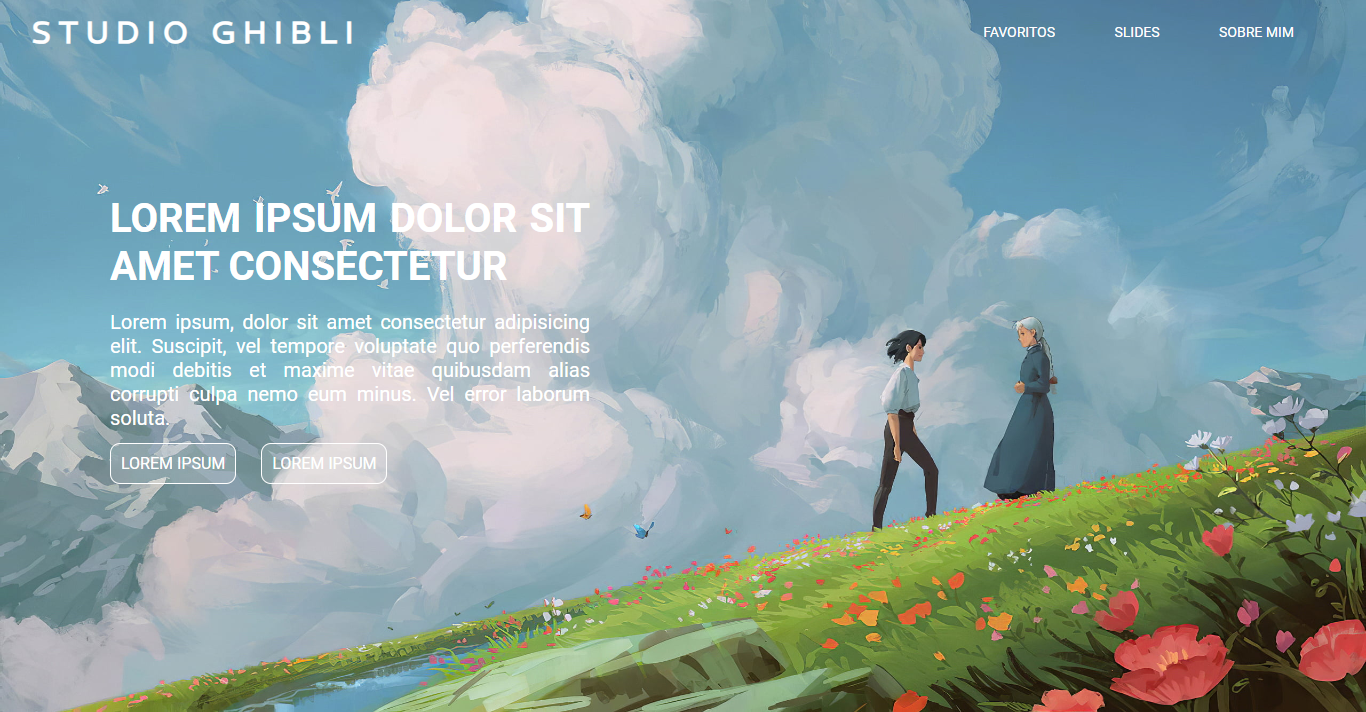 STUDIO GHIBLI
FAVORITOS SLIDES SOBRE MIM
LOREM IPSUM DOLOR SIT
AMET CONSECTETUR
Lorem ipsum, dolor sit amet consectetur adipisicing
elit. Suscipit, vel tempore voluptate quo perferendis
modi debitis et maxime vitae quibusdam alias
corrupti culpa nemo eum minus. Vel error laborum
soluta.
LOREM IPSUM LOREM IPSUM